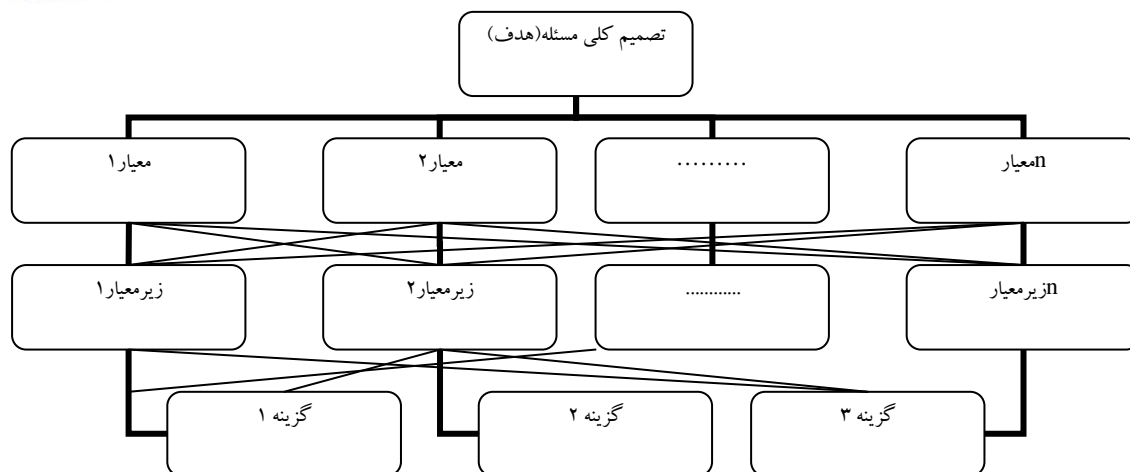 تصمیم کلی مسئله(هدف)
معیار۱
معیار۲
.........
معیارn
زیرمعیار۱
زیرمعیار۲
............
زیرمعیارn
گزینه ۱
گزینه ۲
گزینه ۳